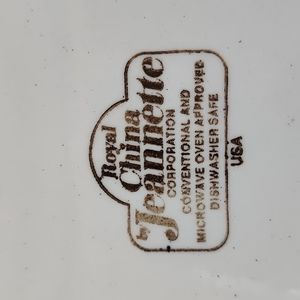 Royal
China
by Jeannette
CORPORATION
CONVENTIONAL AND
MICROWAVE OVEN APPROVED
DISHWASHER SAFE
USA